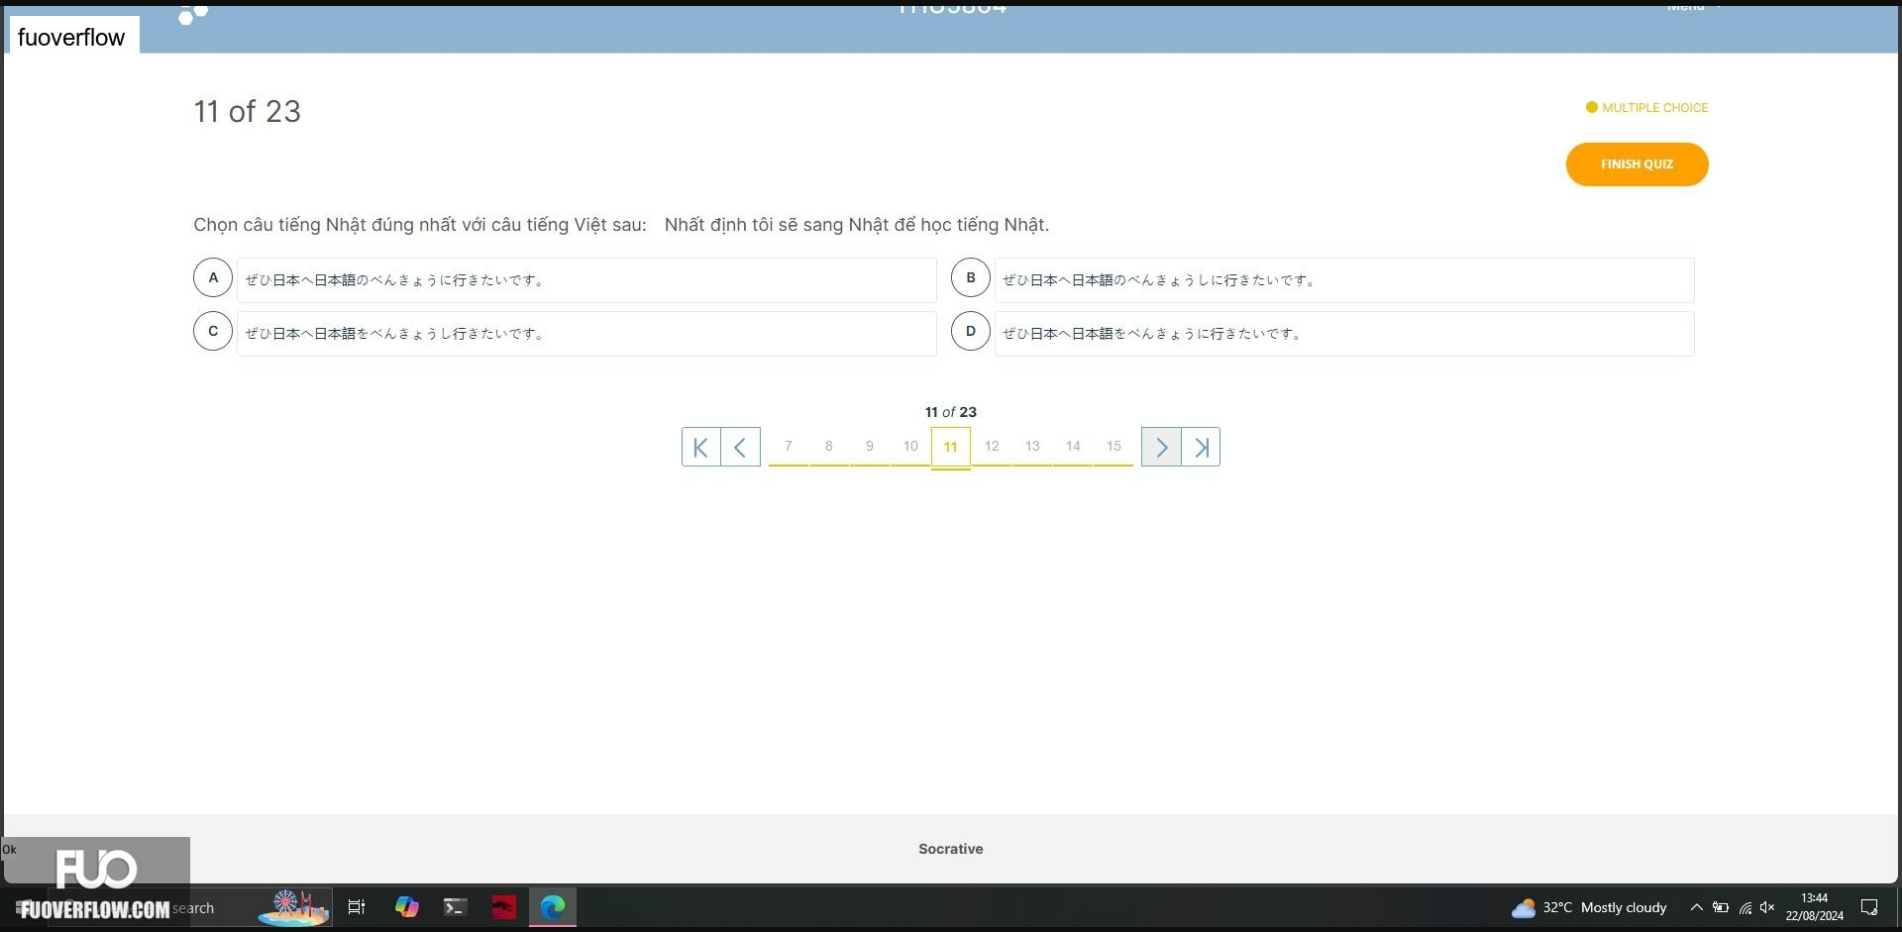 fuoverflow
Menu
11 of 23
MULTIPLE CHOICE
FINISH QUIZ
Chọn câu tiếng Nhật đúng nhất với câu tiếng Việt sau: Nhất định tôi sẽ sang Nhật để học tiếng Nhật.
A ぜひ日本へ日本語のべんきょうに行きたいです。
B ぜひ日本へ日本語のべんきょうしに行きたいです。
C ぜひ日本へ日本語をべんきょうし行きたいです。
D ぜひ日本へ日本語をべんきょうに行きたいです。
11 of 23
7 8 9 10 11 12 13 14 15
Socrative
Ok
FUO
FUOVERFLOW.COM
search
32°C Mostly cloudy
13:44
22/08/2024